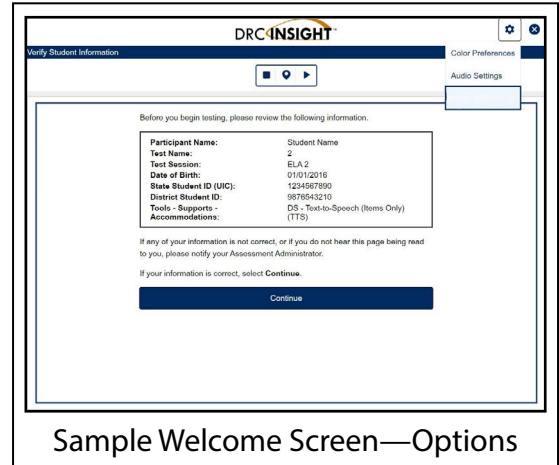 DRC INSIGHT
Verify Student Information
Color Preferences
Audio Settings
Before you begin testing, please review the following information.
Participant Name: Student Name
Test Name: 2
Test Session: ELA 2
Date of Birth: 01/01/2016
State Student ID (UIC): 1234567890
District Student ID: 9876543210
Tools - Supports - DS - Text-to-Speech (Items Only)
Accommodations: (TTS)
If any of your information is not correct, or if you do not hear this page being read
to you, please notify your Assessment Administrator.
If your information is correct, select Continue.
Continue
Sample Welcome Screen—Options